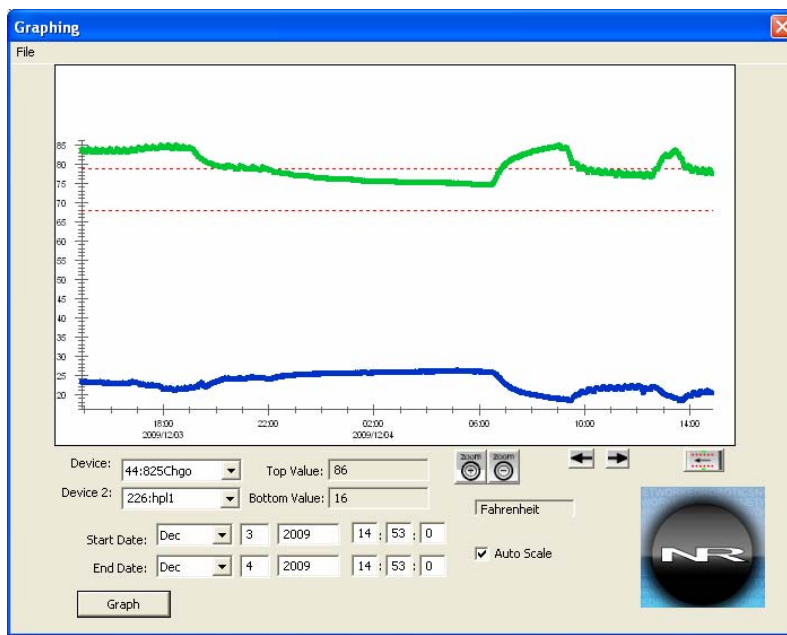 Graphing
File
85
80
75
70
65
60
55
50
45
40
35
30
25
20
18:00 22:00 02:00 06:00 10:00 14:00
2009/12/03 2009/12/04
Device: 44:825Chgo Top Value: 86
Device 2: 226:hpl1 Bottom Value: 16
zoom zoom
Fahrenheit
Start Date: Dec 3 2009 14 : 53 : 0
Auto Scale
End Date: Dec 4 2009 14 : 53 : 0
Graph
NR